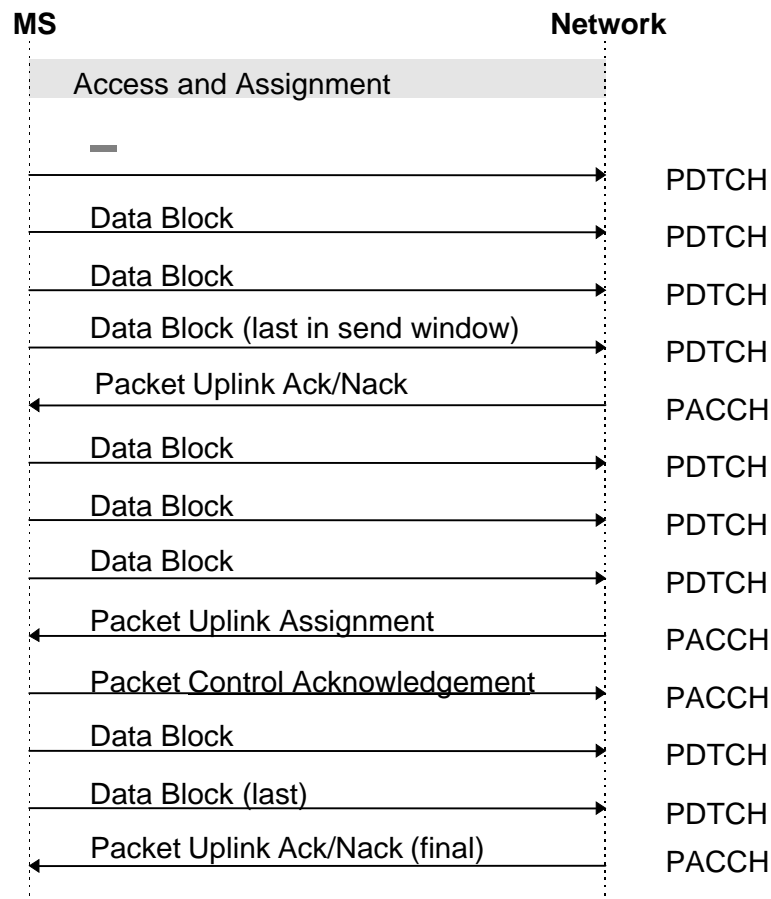 MS Network
Access and Assignment
PDTCH
Data Block PDTCH
Data Block PDTCH
Data Block (last in send window) PDTCH
Packet Uplink Ack/Nack PACCH
Data Block PDTCH
Data Block PDTCH
Data Block PDTCH
Packet Uplink Assignment PACCH
Packet Control Acknowledgement PACCH
Data Block PDTCH
Data Block (last) PDTCH
Packet Uplink Ack/Nack (final) PACCH